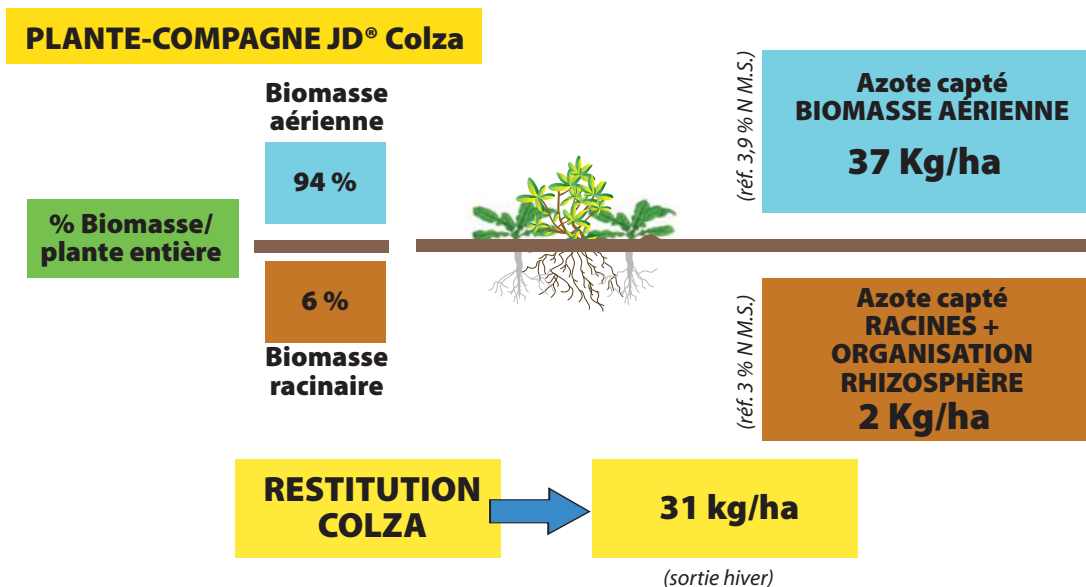 PLANTE-COMPAGNE JD® Colza
Biomasse
aérienne
94 %
% Biomasse/
plante entière
6 %
Biomasse
racinaire
(réf. 3,9 % N M.S.)
Azote capté
BIOMASSE AÉRIENNE
37 Kg/ha
(réf. 3 % N M.S.)
Azote capté
RACINES +
ORGANISATION
RHIZOSPHÈRE
2 Kg/ha
RESTITUTION
COLZA
31 kg/ha
(sortie hiver)